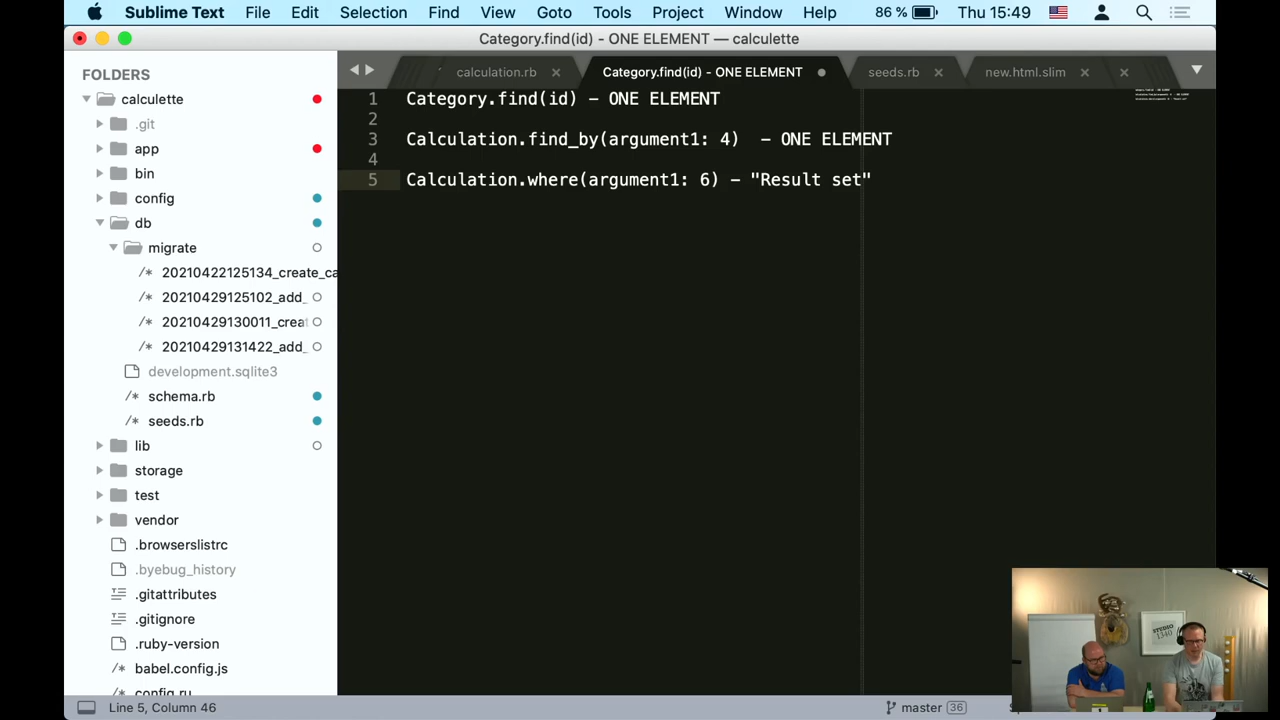 Sublime Text File Edit Selection Find View Goto Tools Project Window Help 86 % Thu 15:49
Category.find(id) - ONE ELEMENT — calculette
FOLDERS
calculette
.git
app
bin
config
db
migrate
/* 20210422125134_create_ca
/* 20210429125102_add_
/* 20210429130011_crea
/* 20210429131422_add_
development.sqlite3
/* schema.rb
/* seeds.rb
lib
storage
test
vendor
.browserslistrc
.byebug_history
.gitattributes
.gitignore
.ruby-version
/* babel.config.js
config.ru
calculation.rb Category.find(id) - ONE ELEMENT seeds.rb new.html.slim
1 Category.find(id) - ONE ELEMENT
2
3 Calculation.find_by(argument1: 4)  - ONE ELEMENT
4
5 Calculation.where(argument1: 6) - "Result set"
STUDIO
1340
Line 5, Column 46 master 36